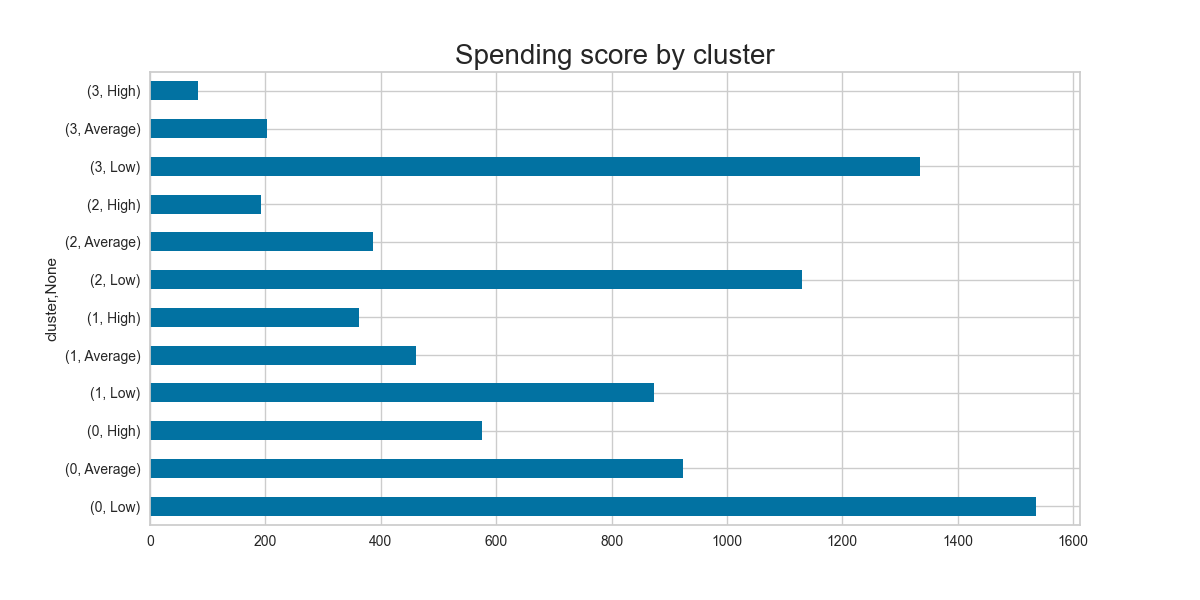 Spending score by cluster
(3, High)
(3, Average)
(3, Low)
(2, High)
(2, Average)
(2, Low)
(1, High)
(1, Average)
(1, Low)
(0, High)
(0, Average)
(0, Low)
cluster,None
0 200 400 600 800 1000 1200 1400 1600